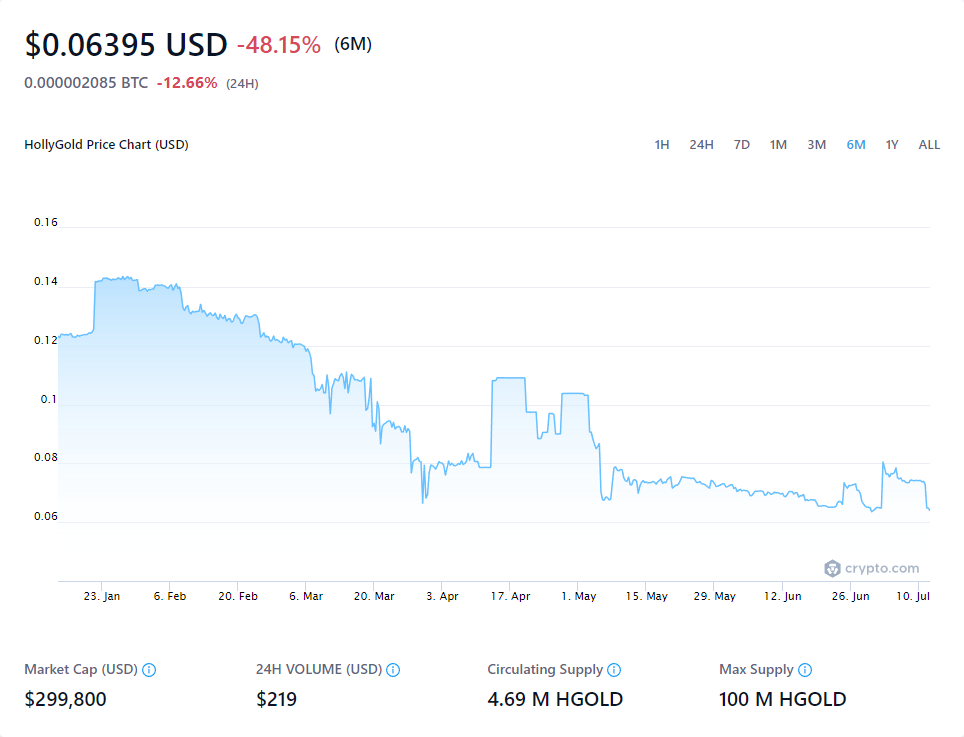 $0.06395 USD -48.15% (6M)
0.000002085 BTC -12.66% (24H)
HollyGold Price Chart (USD) 1H 24H 7D 1M 3M 6M 1Y ALL
0.16
0.14
0.12
0.1
0.08
0.06
crypto.com
23. Jan 6. Feb 20. Feb 6. Mar 20. Mar 3. Apr 17. Apr 1. May 15. May 29. May 12. Jun 26. Jun 10. Jul
Market Cap (USD) 24H VOLUME (USD) Circulating Supply Max Supply
$299,800 $219 4.69 M HGOLD 100 M HGOLD